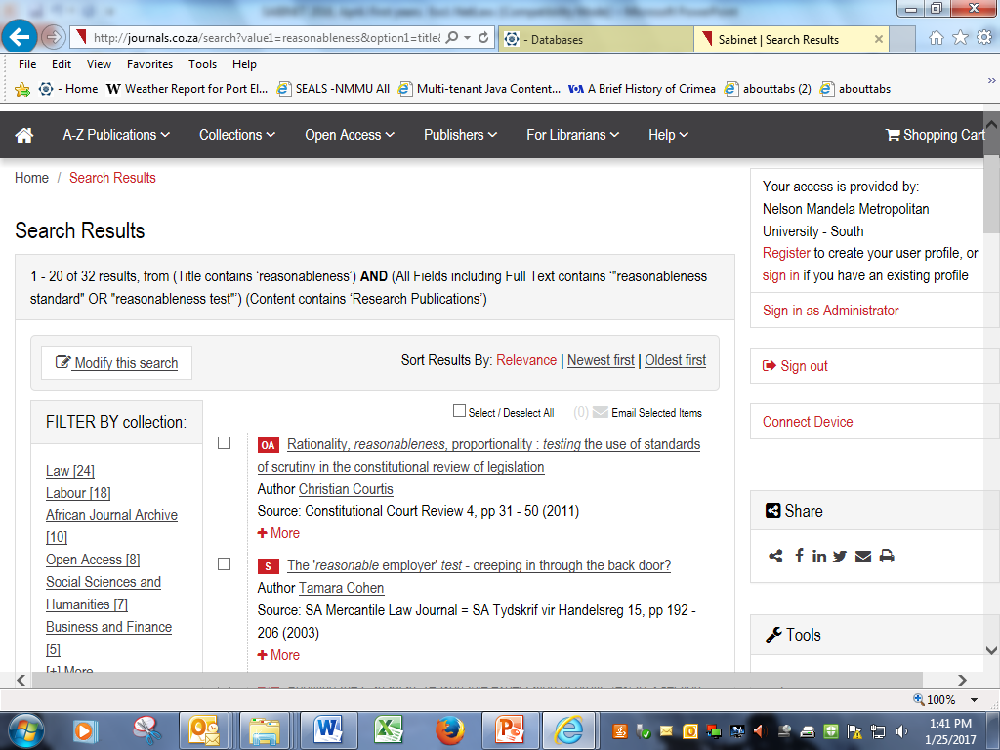 SABINET
Microsoft PowerPoint
http://journals.co.za/search?value1=reasonableness&option1=title&
- Databases
Sabinet | Search Results
File Edit View Favorites Tools Help
- Home
Weather Report for Port El...
SEALS -NMMU All
Multi-tenant Java Content...
VOA A Brief History of Crimea
abouttabs (2)
abouttabs
A-Z Publications
Collections
Open Access
Publishers
For Librarians
Help
Shopping Cart
Home / Search Results
Search Results
1 - 20 of 32 results, from (Title contains ‘reasonableness’) AND (All Fields including Full Text contains ‘"reasonableness
standard" OR "reasonableness test"’) (Content contains ‘Research Publications’)
Modify this search
Sort Results By: Relevance | Newest first | Oldest first
FILTER BY collection:
Law [24]
Labour [18]
African Journal Archive
[10]
Open Access [8]
Social Sciences and
Humanities [7]
Business and Finance
[5]
[+] More
Select / Deselect All
(0) Email Selected Items
OA Rationality, reasonableness, proportionality : testing the use of standards
of scrutiny in the constitutional review of legislation
Author Christian Courtis
Source: Constitutional Court Review 4, pp 31 - 50 (2011)
+ More
S The 'reasonable employer' test - creeping in through the back door?
Author Tamara Cohen
Source: SA Mercantile Law Journal = SA Tydskrif vir Handelsreg 15, pp 192 -
206 (2003)
+ More
Your access is provided by:
Nelson Mandela Metropolitan
University - South
Register to create your user profile, or
sign in if you have an existing profile
Sign-in as Administrator
Sign out
Connect Device
Share
Tools
100%
1:41 PM
1/25/2017